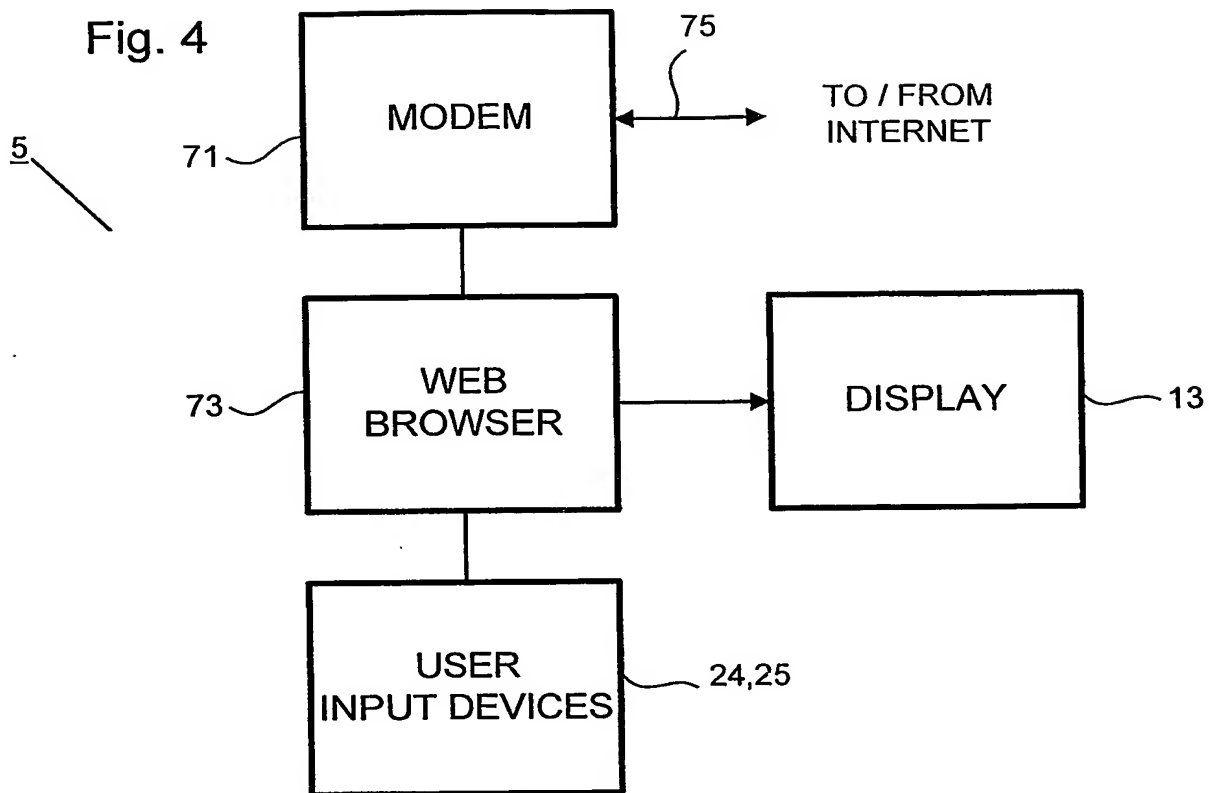 Fig. 4
75
MODEM
TO / FROM
INTERNET
71
5
WEB
BROWSER
73
DISPLAY
13
USER
INPUT DEVICES
24,25